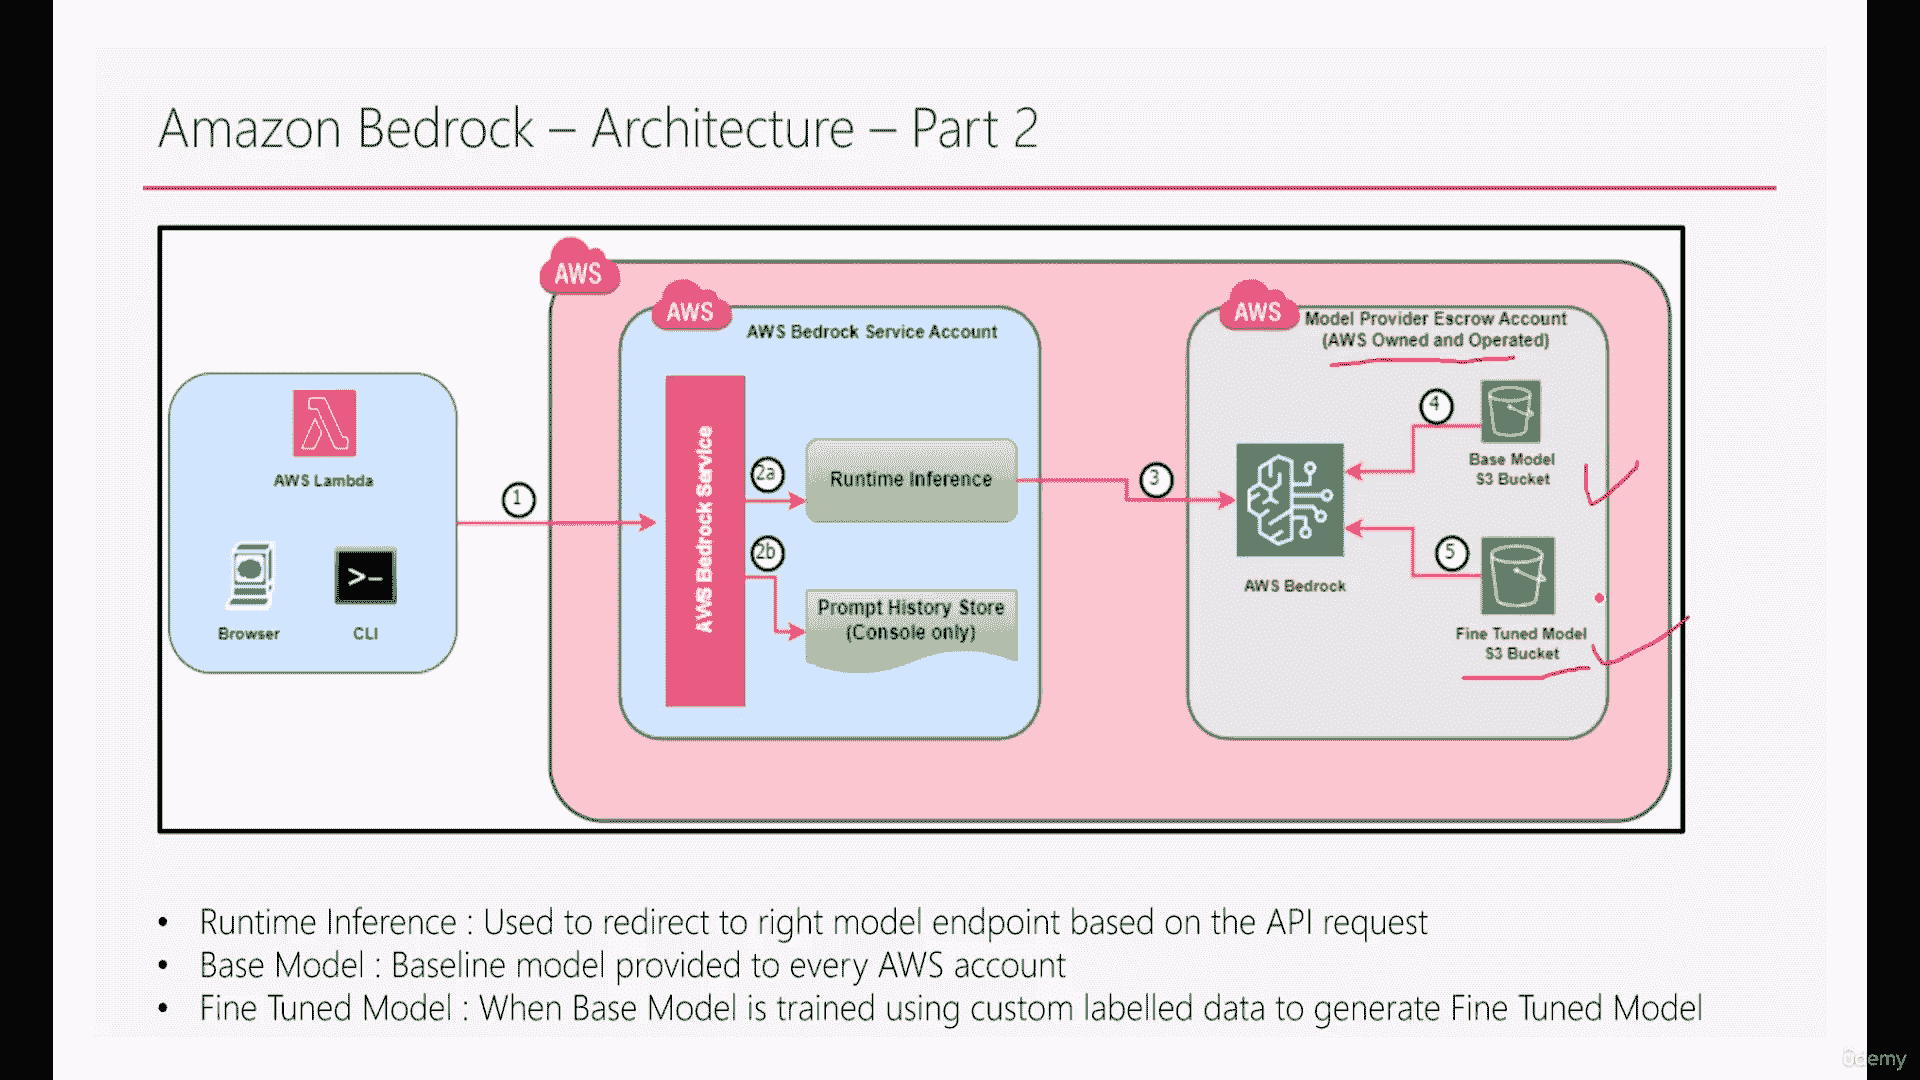 Amazon Bedrock – Architecture – Part 2
AWS
AWS
AWS Bedrock Service Account
AWS
Model Provider Escrow Account
(AWS Owned and Operated)
AWS Lambda
Browser
CLI
1
AWS Bedrock Service
2a
Runtime Inference
2b
Prompt History Store
(Console only)
3
AWS Bedrock
4
Base Model
S3 Bucket
5
Fine Tuned Model
S3 Bucket
• Runtime Inference : Used to redirect to right model endpoint based on the API request
• Base Model : Baseline model provided to every AWS account
• Fine Tuned Model : When Base Model is trained using custom labelled data to generate Fine Tuned Model
Udemy